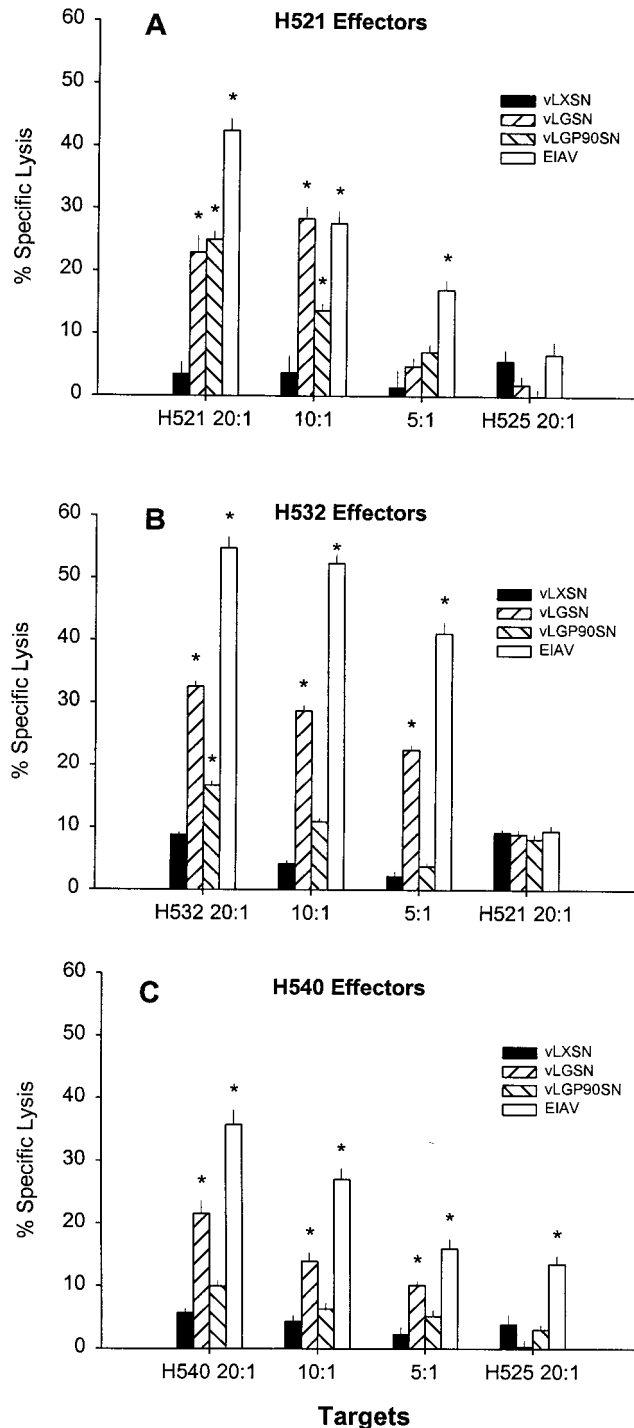 A
H521 Effectors
60
50
40
30
20
10
0
% Specific Lysis
vLXSN
vLGSN
vLGP90SN
EIAV
* * * * * * *
H521 20:1 10:1 5:1 H525 20:1
B
H532 Effectors
60
50
40
30
20
10
0
% Specific Lysis
vLXSN
vLGSN
vLGP90SN
EIAV
* * * * * * *
H532 20:1 10:1 5:1 H521 20:1
C
H540 Effectors
60
50
40
30
20
10
0
% Specific Lysis
vLXSN
vLGSN
vLGP90SN
EIAV
* * * * * * *
H540 20:1 10:1 5:1 H525 20:1
Targets